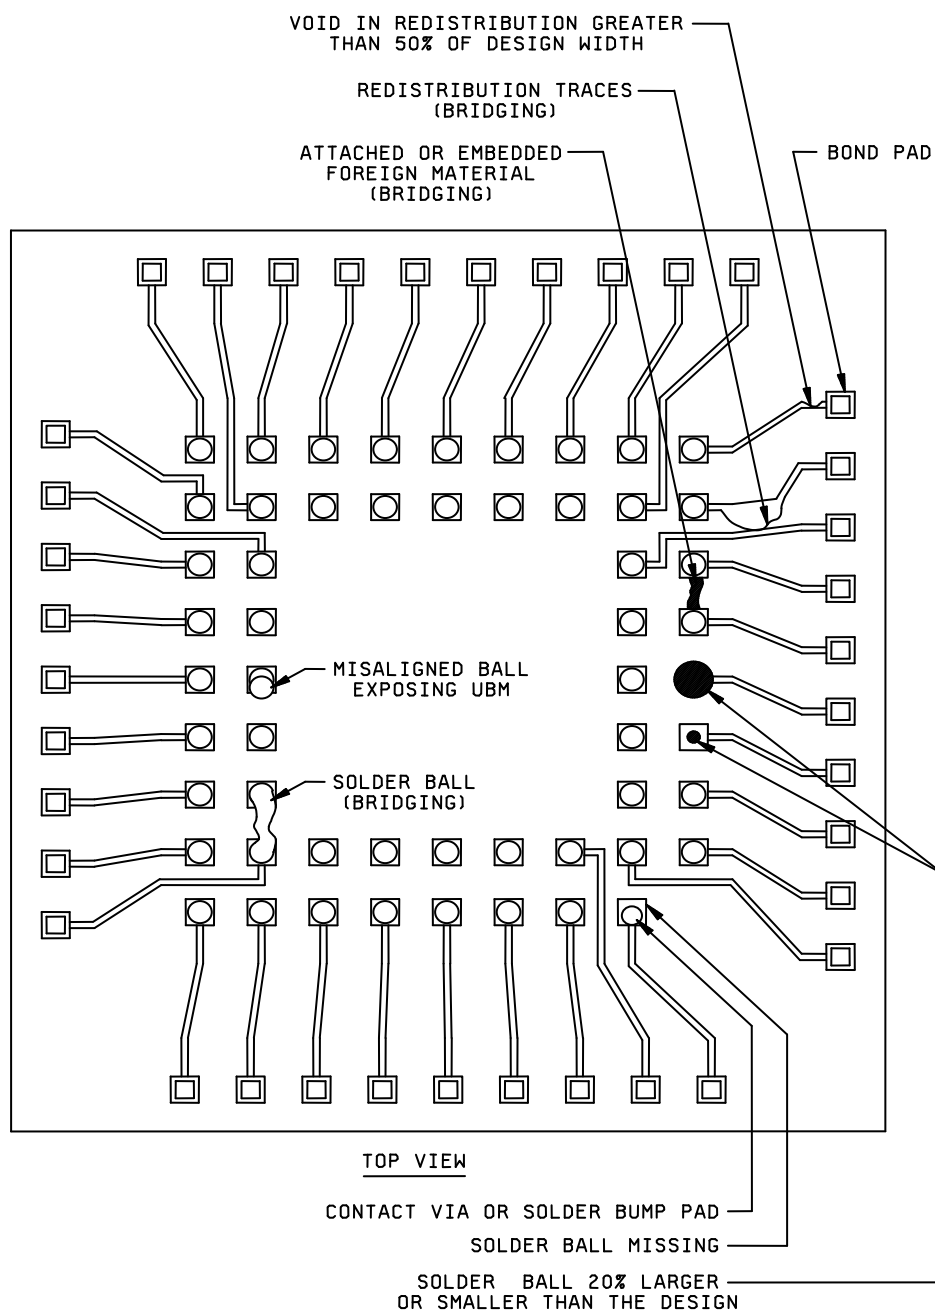 VOID IN REDISTRIBUTION GREATER
THAN 50% OF DESIGN WIDTH
REDISTRIBUTION TRACES
(BRIDGING)
ATTACHED OR EMBEDDED
FOREIGN MATERIAL
(BRIDGING)
BOND PAD
MISALIGNED BALL
EXPOSING UBM
SOLDER BALL
(BRIDGING)
TOP VIEW
CONTACT VIA OR SOLDER BUMP PAD
SOLDER BALL MISSING
SOLDER BALL 20% LARGER
OR SMALLER THAN THE DESIGN